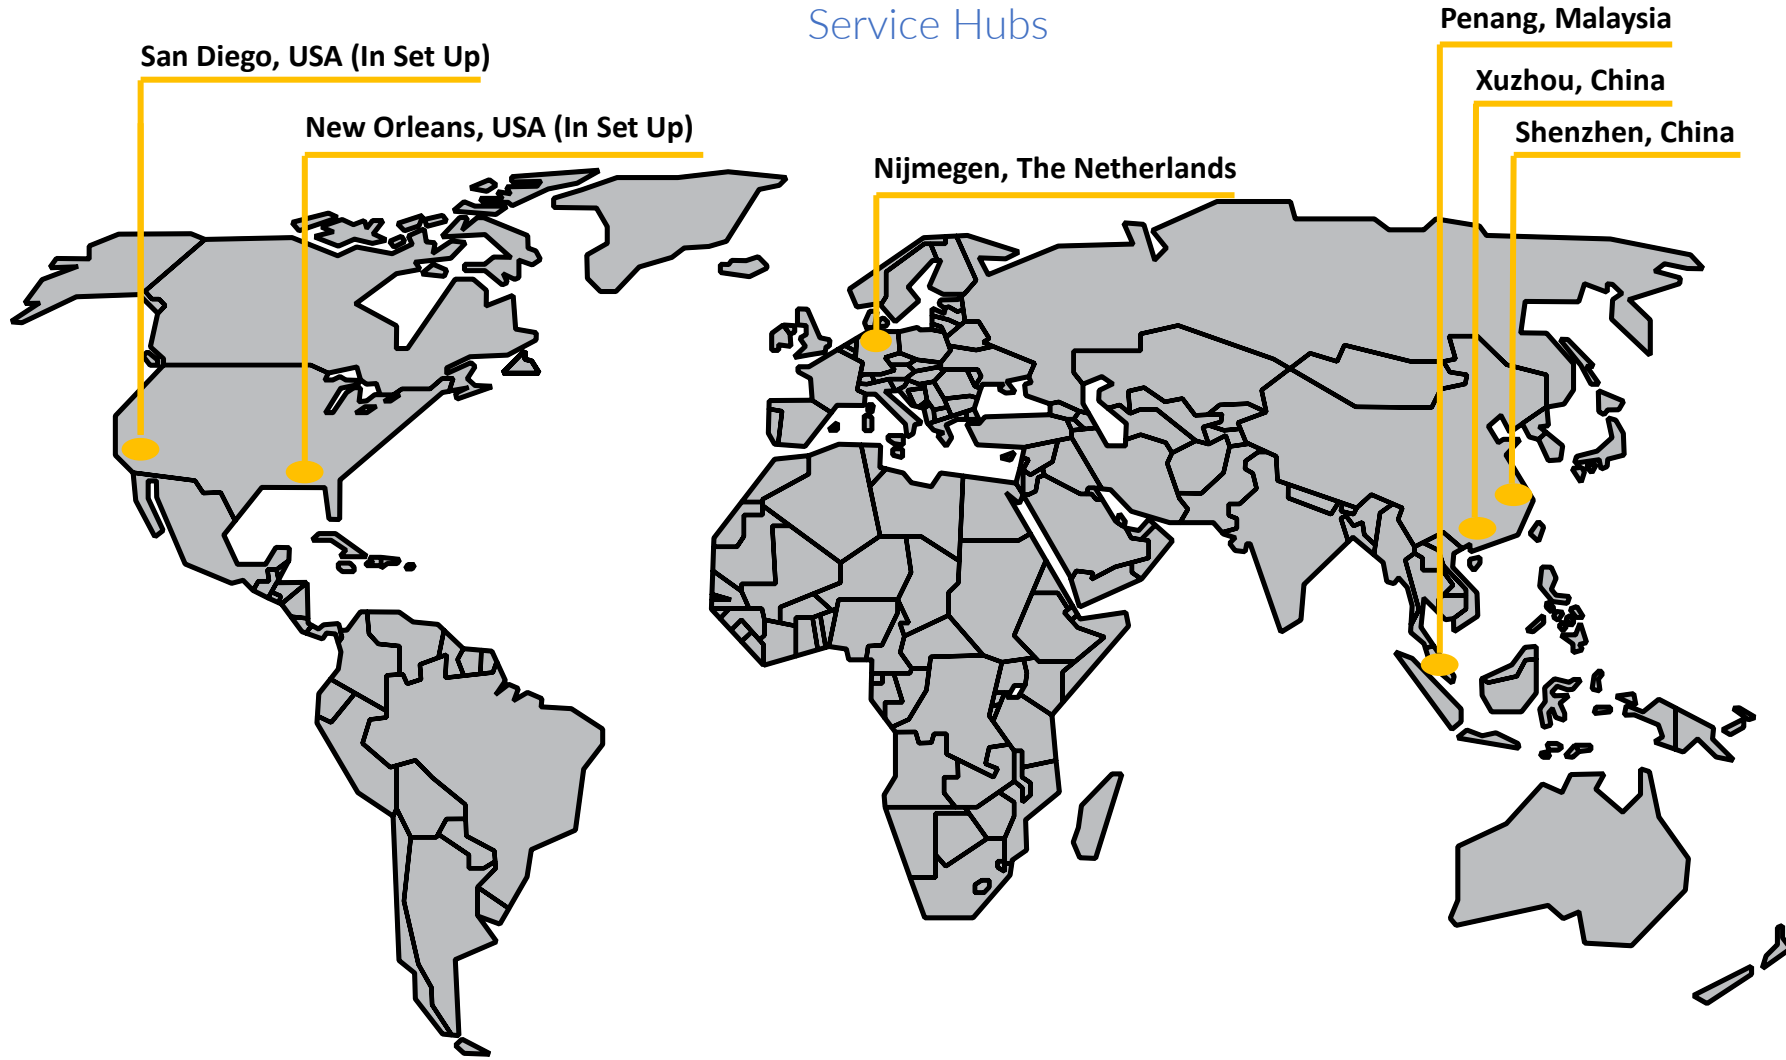 Service Hubs
Penang, Malaysia
San Diego, USA (In Set Up)
Xuzhou, China
New Orleans, USA (In Set Up)
Shenzhen, China
Nijmegen, The Netherlands